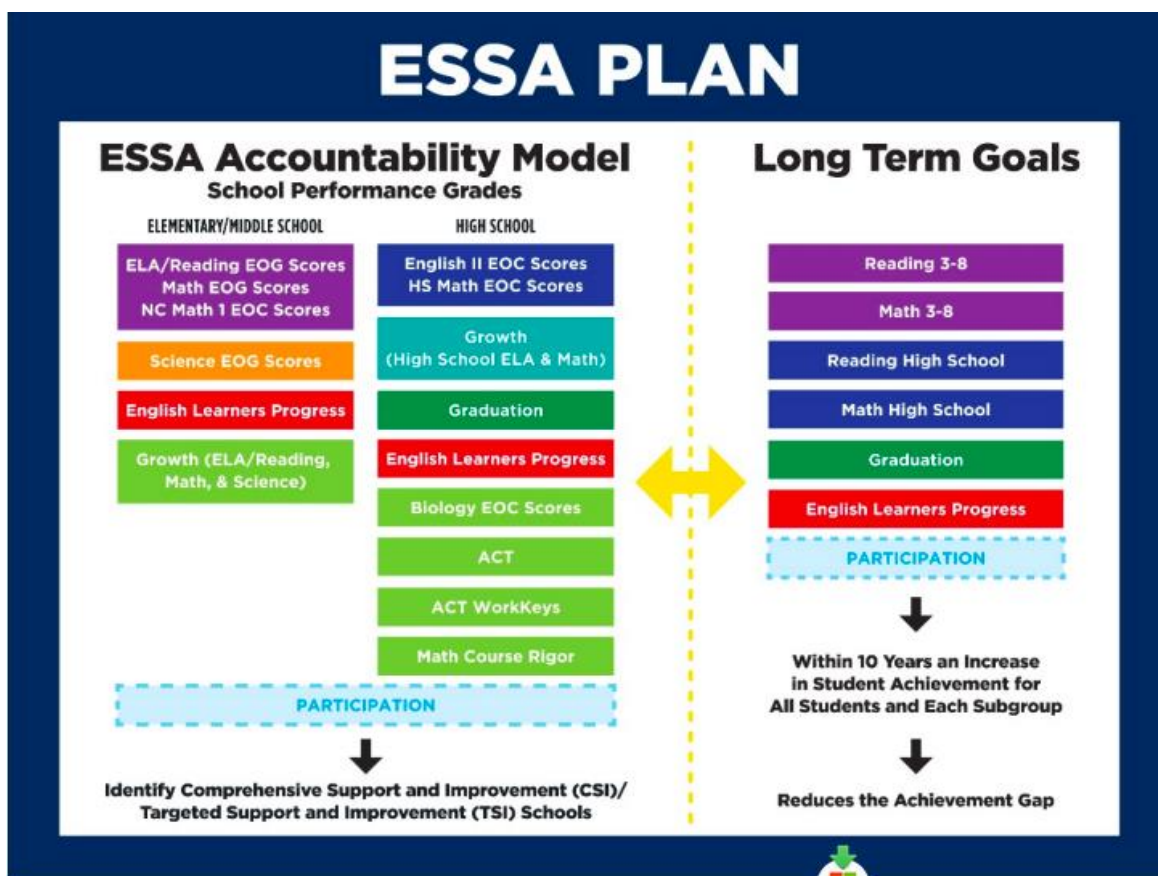 ESSA PLAN
ESSA Accountability Model
School Performance Grades
ELEMENTARY/MIDDLE SCHOOL
ELA/Reading EOG Scores
Math EOG Scores
NC Math 1 EOC Scores
Science EOG Scores
English Learners Progress
Growth (ELA/Reading,
Math, & Science)
HIGH SCHOOL
English II EOC Scores
HS Math EOC Scores
Growth
(High School ELA & Math)
Graduation
English Learners Progress
Biology EOC Scores
ACT
ACT WorkKeys
Math Course Rigor
PARTICIPATION
Identify Comprehensive Support and Improvement (CSI)/
Targeted Support and Improvement (TSI) Schools
Long Term Goals
Reading 3-8
Math 3-8
Reading High School
Math High School
Graduation
English Learners Progress
PARTICIPATION
Within 10 Years an Increase
in Student Achievement for
All Students and Each Subgroup
Reduces the Achievement Gap